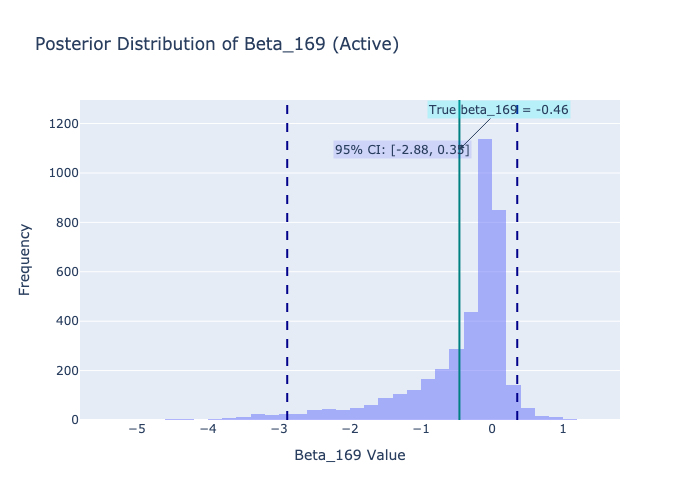 Posterior Distribution of Beta_169 (Active)
True beta_169 = -0.46
95% CI: [-2.88, 0.35]
1200
1000
800
600
400
200
0
Frequency
−5 −4 −3 −2 −1 0 1
Beta_169 Value